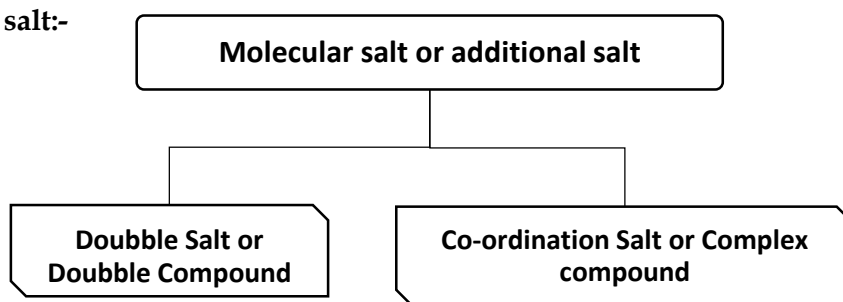 salt:-
Molecular salt or additional salt
Doubble Salt or
Doubble Compound
Co-ordination Salt or Complex
compound